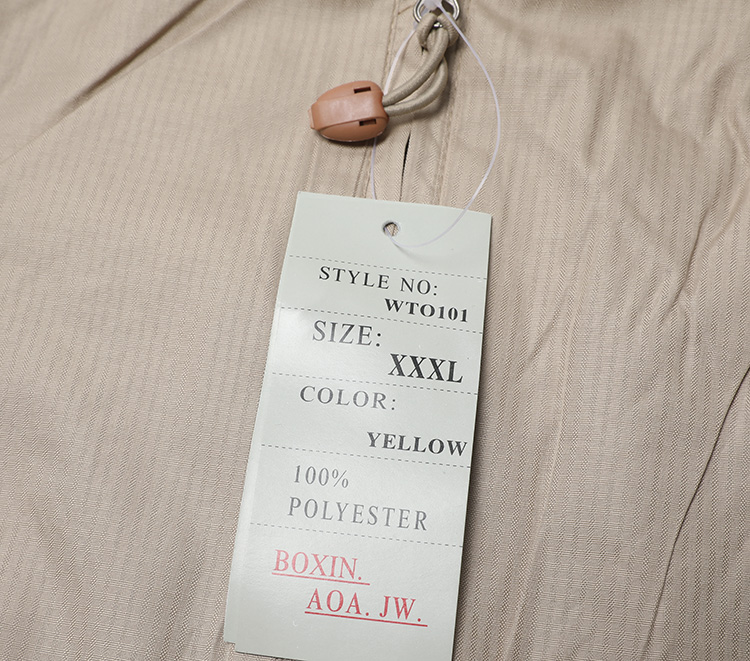 STYLE NO:
WTO101
SIZE:
XXXL
COLOR:
YELLOW
100%
POLYESTER
BOXIN.
AOA. JW.